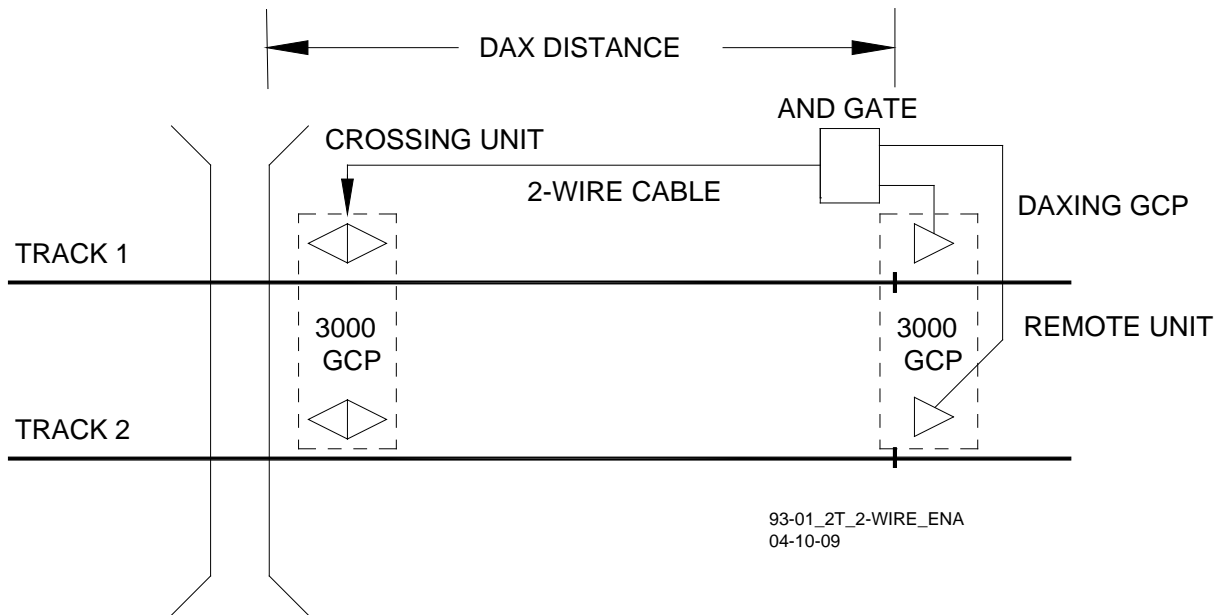 DAX DISTANCE
AND GATE
CROSSING UNIT
2-WIRE CABLE
DAXING GCP
TRACK 1
3000
GCP
3000
GCP
REMOTE UNIT
TRACK 2
93-01_2T_2-WIRE_ENA
04-10-09